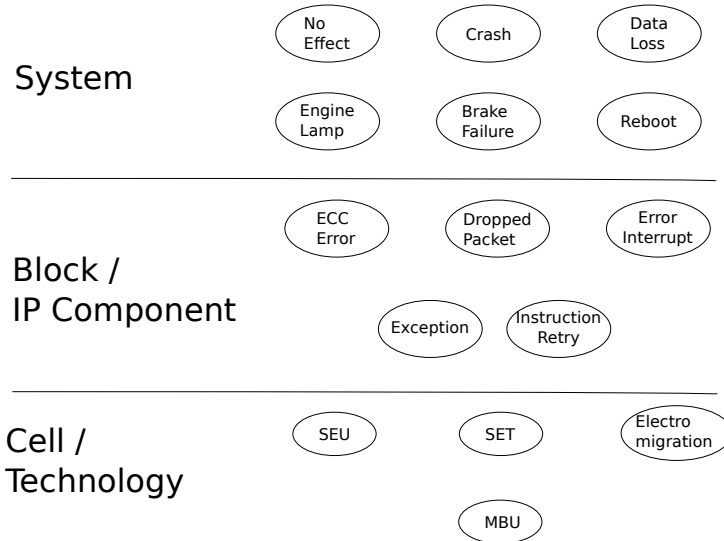 System
No
Effect
Crash
Data
Loss
Engine
Lamp
Brake
Failure
Reboot
Block /
IP Component
ECC
Error
Dropped
Packet
Error
Interrupt
Exception
Instruction
Retry
Cell /
Technology
SEU
SET
Electro
migration
MBU